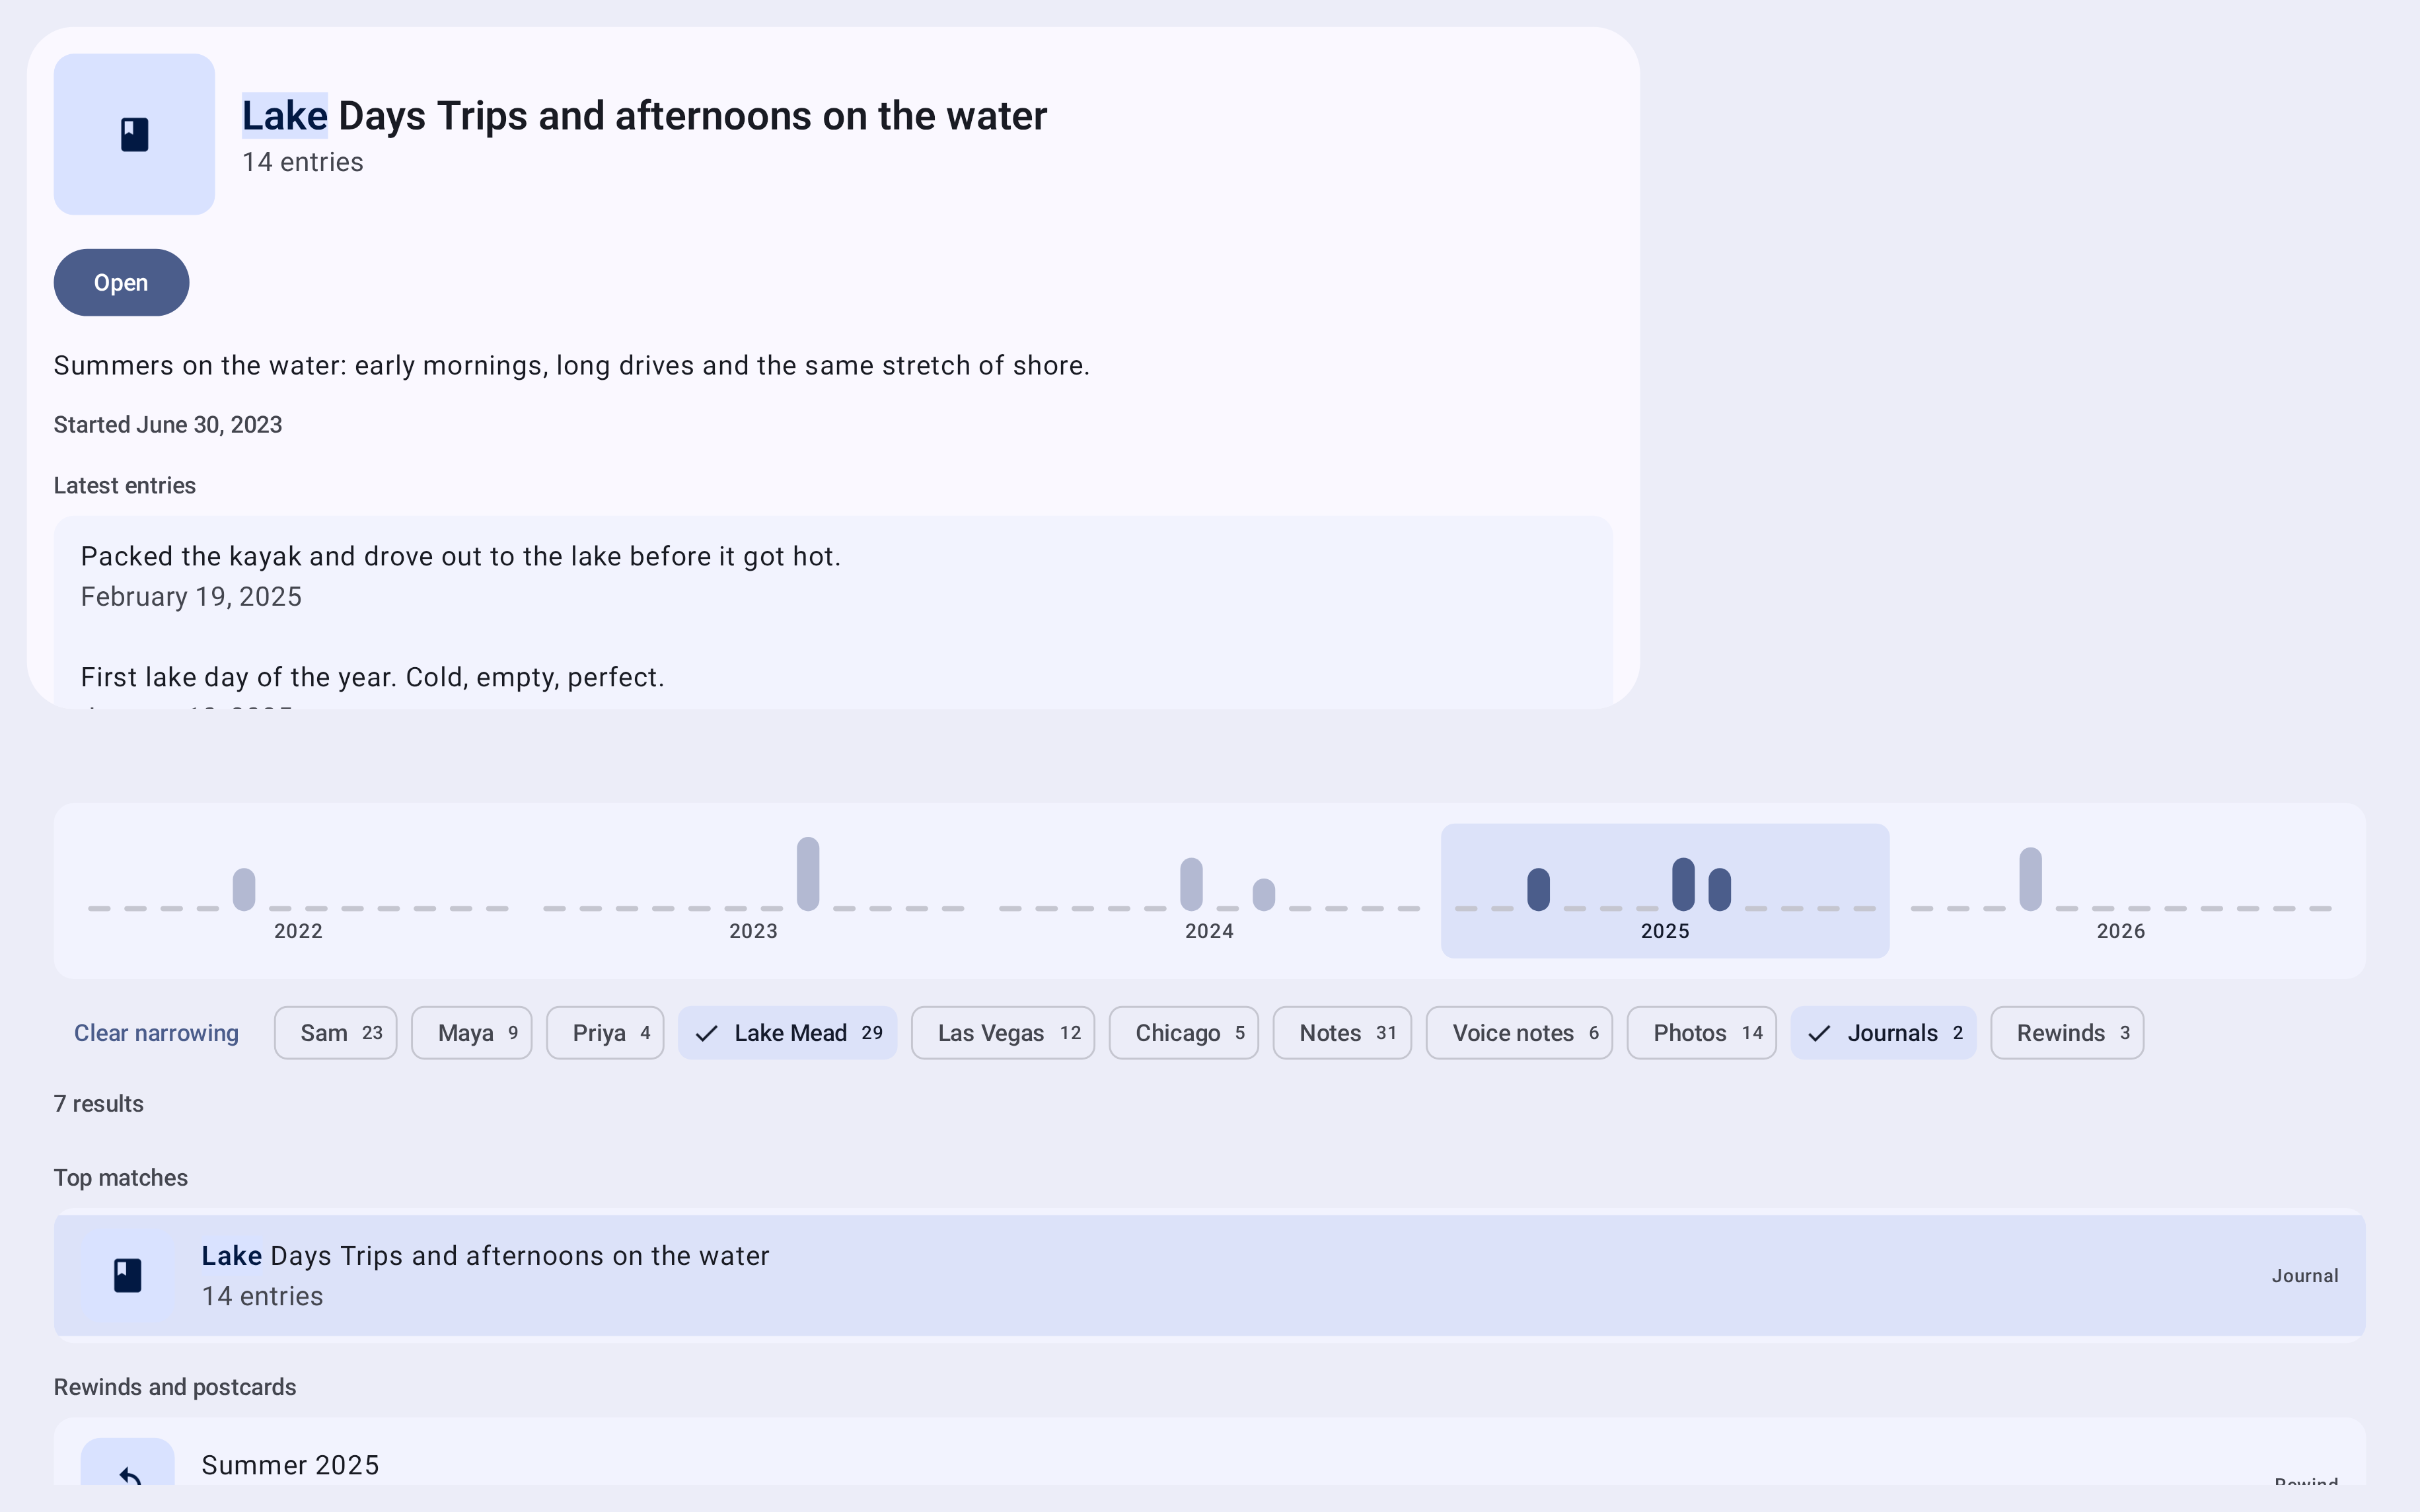 Lake Days Trips and afternoons on the water
14 entries
Open
Summers on the water: early mornings, long drives and the same stretch of shore.
Started June 30, 2023
Latest entries
Packed the kayak and drove out to the lake before it got hot.
February 19, 2025
First lake day of the year. Cold, empty, perfect.
2022 2023 2024 2025 2026
Clear narrowing Sam 23 Maya 9 Priya 4 Lake Mead 29 Las Vegas 12 Chicago 5 Notes 31 Voice notes 6 Photos 14 Journals 2 Rewinds 3
7 results
Top matches
Lake Days Trips and afternoons on the water
14 entries
Journal
Rewinds and postcards
Summer 2025
Rewind